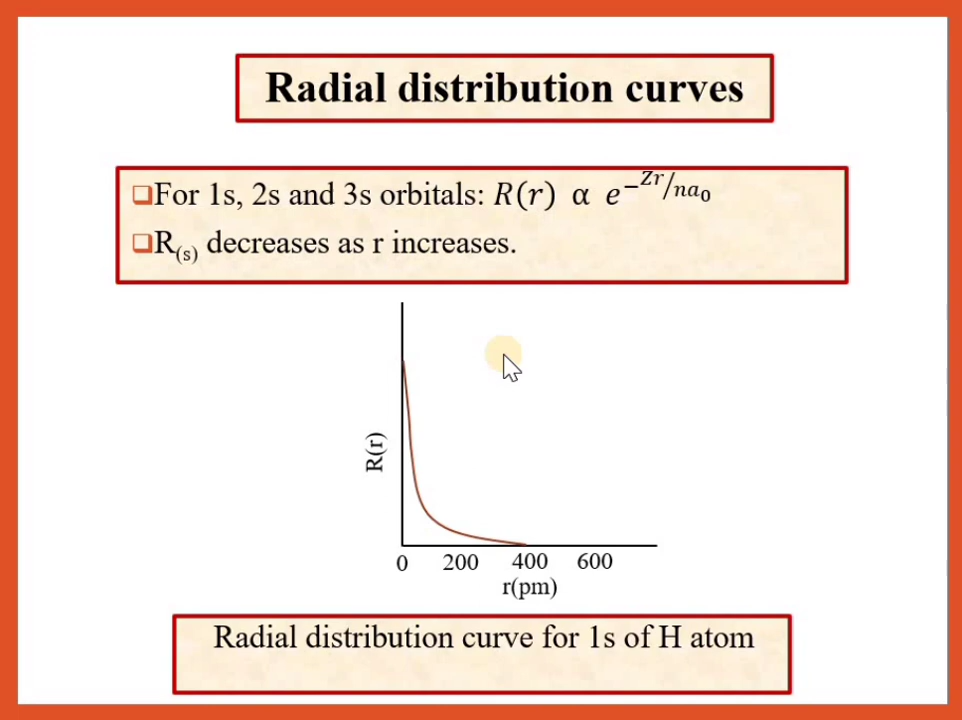 Radial distribution curves
❑For 1s, 2s and 3s orbitals: R(r) α e^{−Zr/na₀}
❑R₍ₛ₎ decreases as r increases.
R(r)
0 200 400 600
r(pm)
Radial distribution curve for 1s of H atom